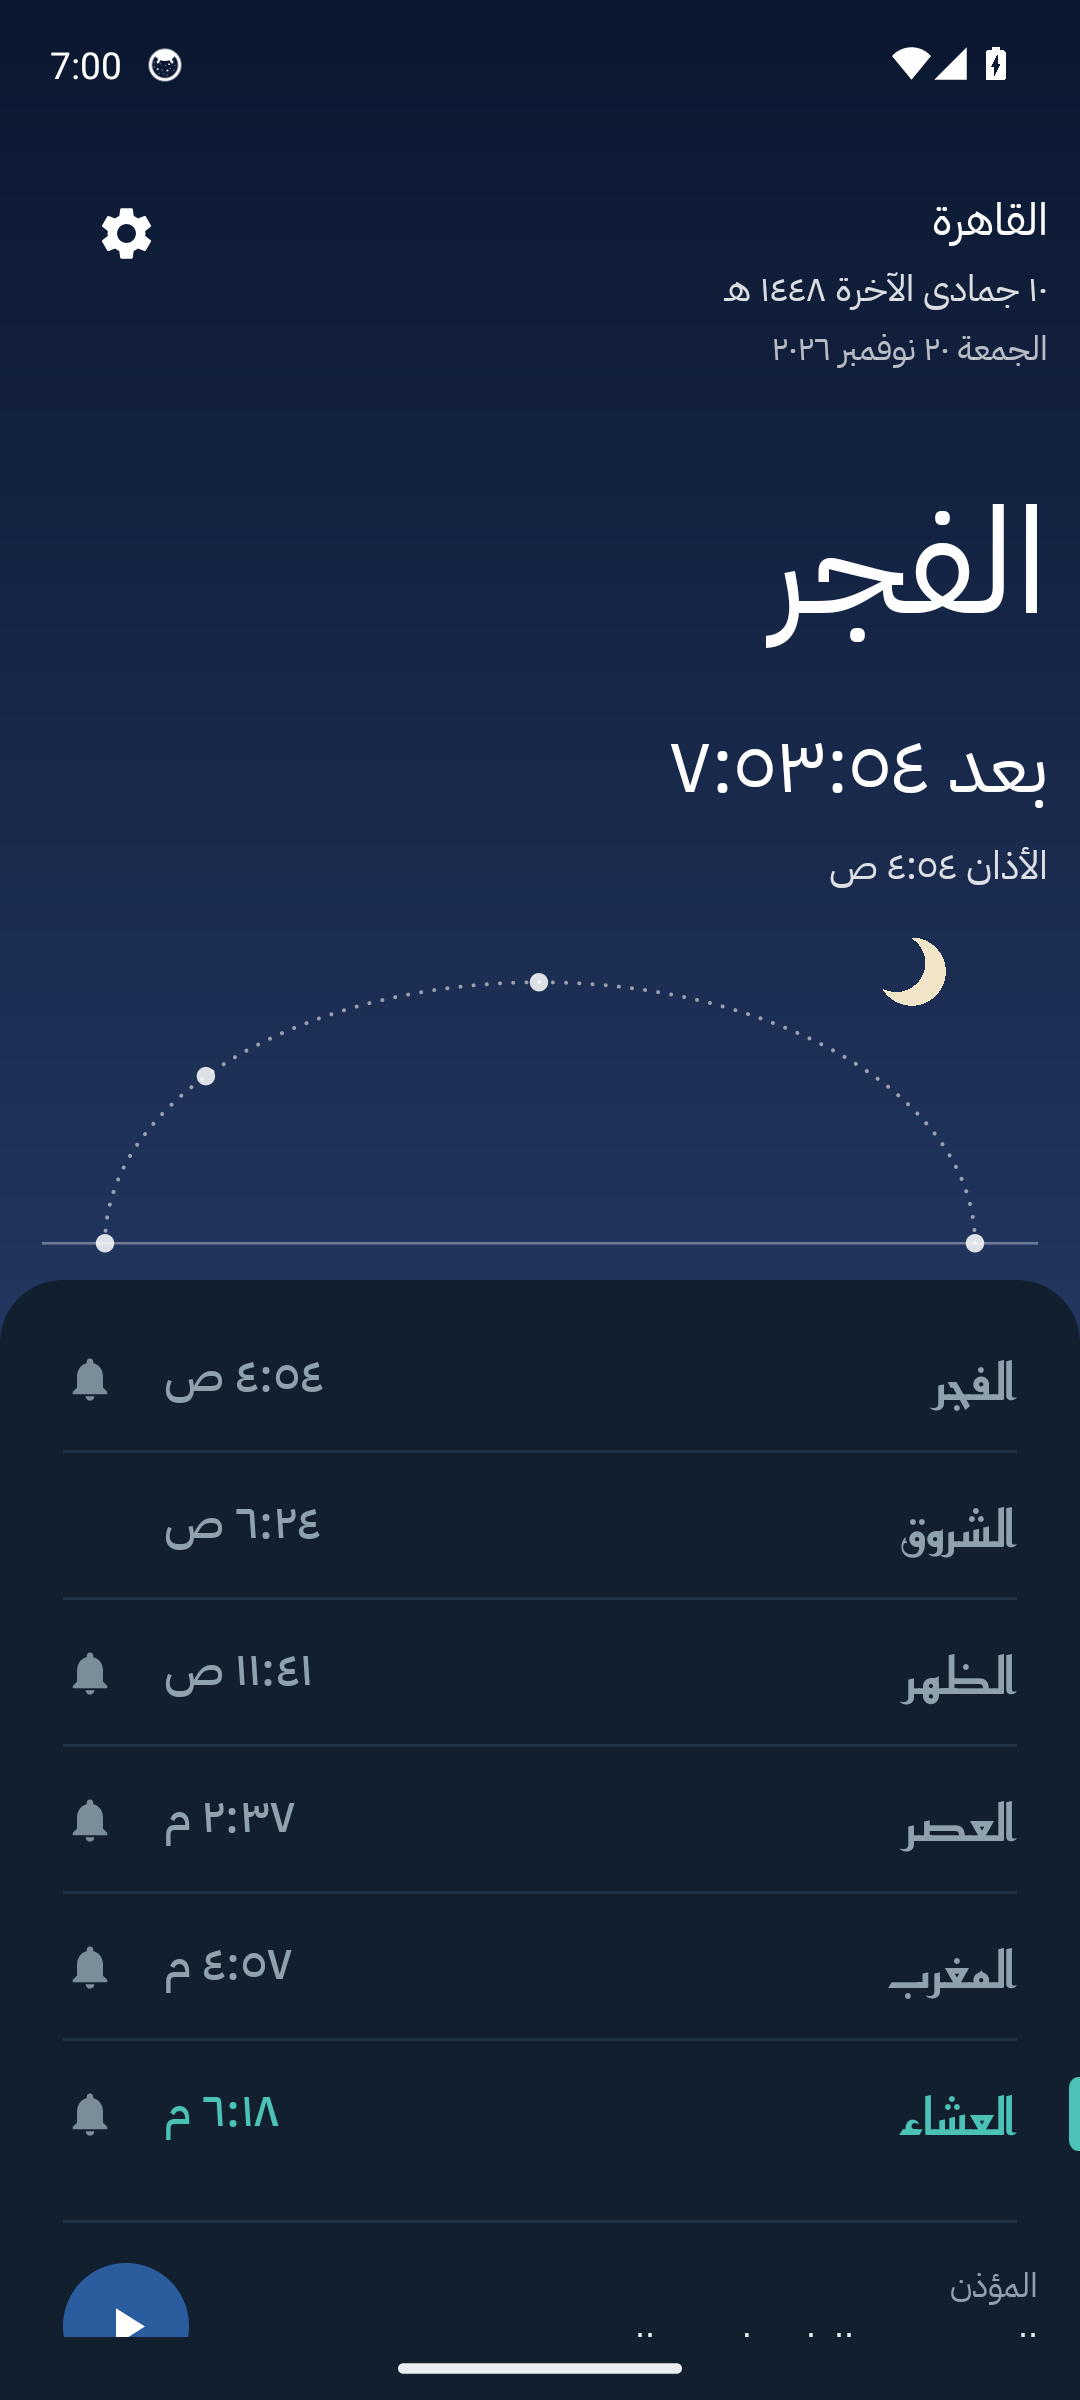 7:00
القاهرة
١٠ جمادى الآخرة ١٤٤٨ هـ
الجمعة ٢٠ نوفمبر ٢٠٢٦
الفجر
بعد ٧:٥٣:٥٤
الأذان ٤:٥٤ ص
الفجر ٤:٥٤ ص
الشروق ٦:٢٤ ص
الظهر ١١:٤١ ص
العصر ٢:٣٧ م
المغرب ٤:٥٧ م
العشاء ٦:١٨ م
المؤذن